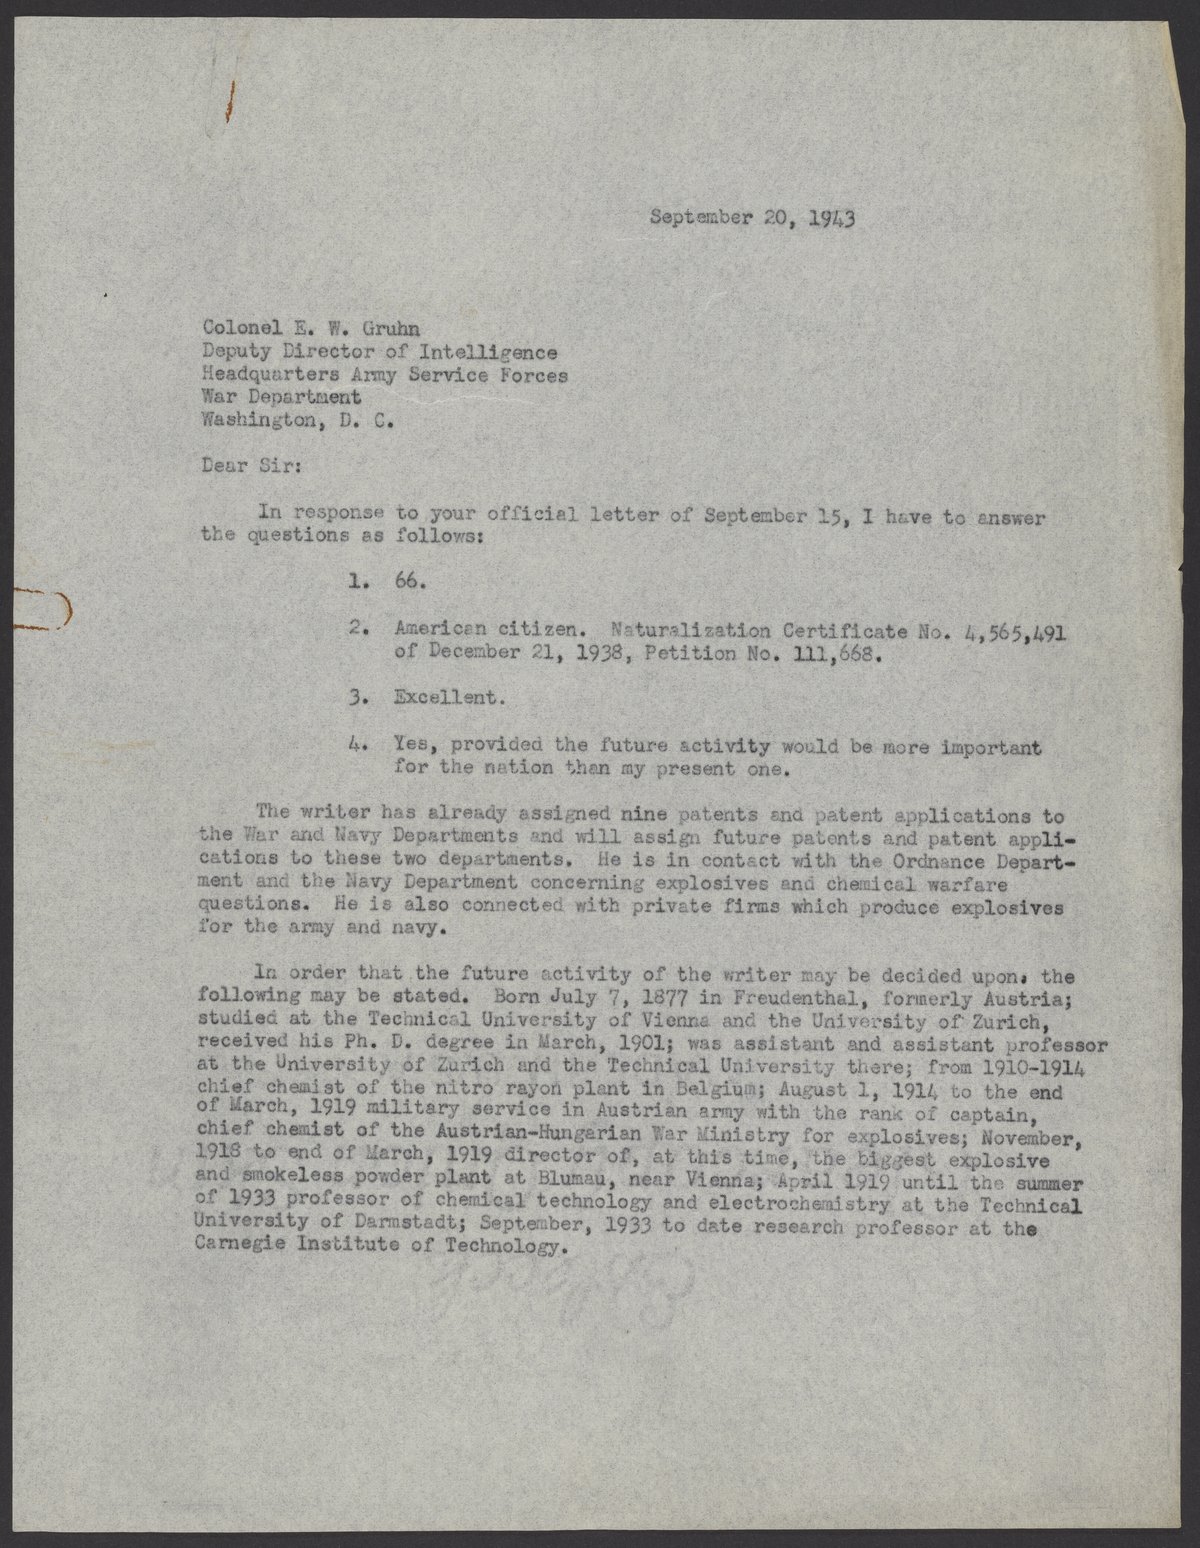 September 20, 1943
Colonel E. W. Gruhn
Deputy Director of Intelligence
Headquarters Army Service Forces
War Department
Washington, D. C.
Dear Sir:
In response to your official letter of September 15, I have to answer
the questions as follows:
1. 66.
2. American citizen. Naturalization Certificate No. 4,565,491
of December 21, 1938, Petition No. 111,668.
3. Excellent.
4. Yes, provided the future activity would be more important
for the nation than my present one.
The writer has already assigned nine patents and patent applications to
the War and Navy Departments and will assign future patents and patent appli-
cations to these two departments. He is in contact with the Ordnance Depart-
ment and the Navy Department concerning explosives and chemical warfare
questions. He is also connected with private firms which produce explosives
for the army and navy.
In order that the future activity of the writer may be decided upon, the
following may be stated. Born July 7, 1877 in Freudenthal, formerly Austria;
studied at the Technical University of Vienna and the University of Zurich,
received his Ph. D. degree in March, 1901; was assistant and assistant professor
at the University of Zurich and the Technical University there; from 1910-1914
chief chemist of the nitro rayon plant in Belgium; August 1, 1914 to the end
of March, 1919 military service in Austrian army with the rank of captain,
chief chemist of the Austrian-Hungarian War Ministry for explosives; November,
1918 to end of March, 1919 director of, at this time, the biggest explosive
and smokeless powder plant at Blumau, near Vienna; April 1919 until the summer
of 1933 professor of chemical technology and electrochemistry at the Technical
University of Darmstadt; September, 1933 to date research professor at the
Carnegie Institute of Technology.